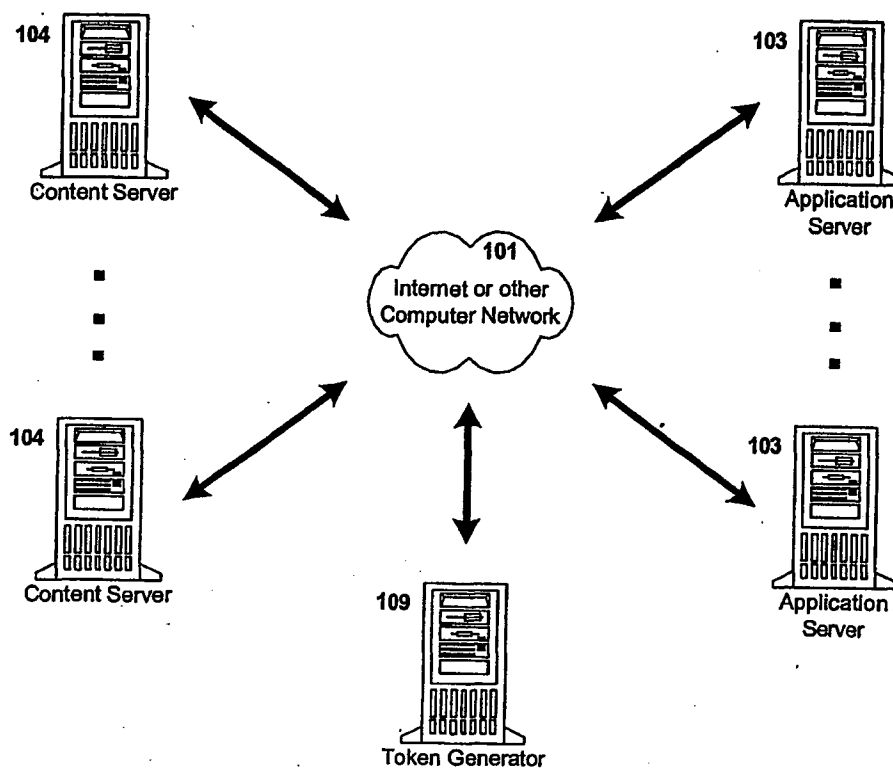 104
Content Server
103
Application
Server
101
Internet or other
Computer Network
104
Content Server
103
Application
Server
109
Token Generator